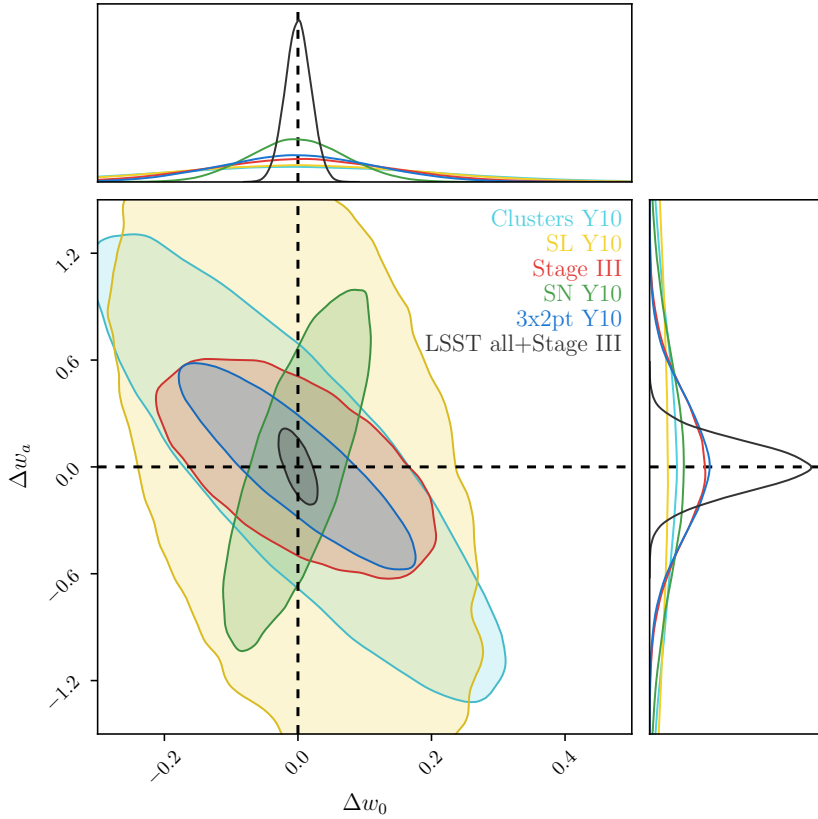 Clusters Y10
SL Y10
Stage III
SN Y10
3x2pt Y10
LSST all+Stage III
1.2
0.6
0.0
−0.6
−1.2
Δw_a
−0.2
0.0
0.2
0.4
Δw_0